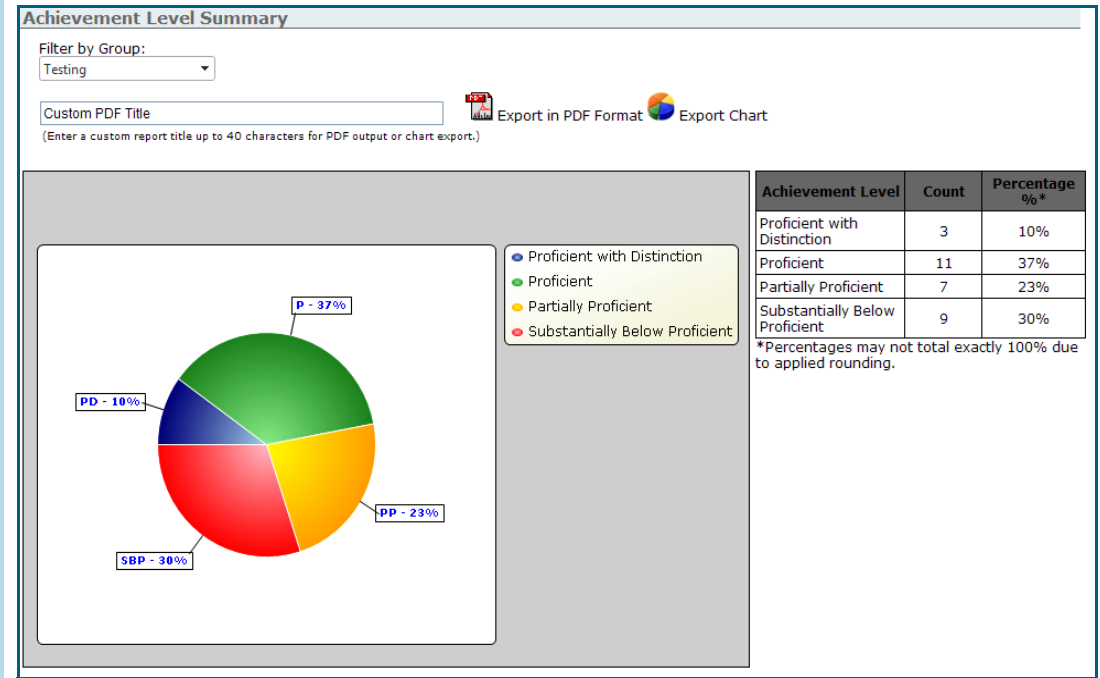 Achievement Level Summary
Filter by Group:
Testing
Custom PDF Title
Export in PDF Format
Export Chart
(Enter a custom report title up to 40 characters for PDF output or chart export.)
P - 37%
PD - 10%
PP - 23%
SBP - 30%
Proficient with Distinction
Proficient
Partially Proficient
Substantially Below Proficient
Achievement Level Count Percentage
%*
Proficient with
Distinction 3 10%
Proficient 11 37%
Partially Proficient 7 23%
Substantially Below
Proficient 9 30%
*Percentages may not total exactly 100% due
to applied rounding.